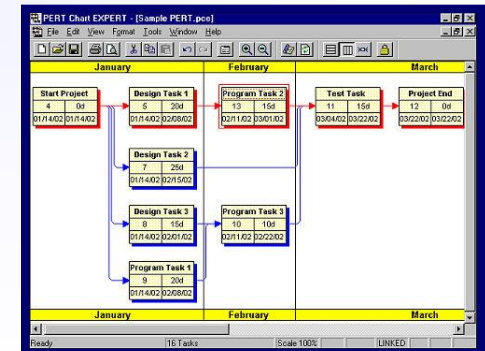 PERT Chart EXPERT - [Sample PERT.pce]
File Edit View Format Tools Window Help
January February March
Start Project
4 0d
01/14/02 01/14/02
Design Task 1
5 20d
01/14/02 02/08/02
Program Task 2
13 15d
02/11/02 03/01/02
Test Task
11 15d
03/04/02 03/22/02
Project End
12 0d
03/22/02 03/22/02
Design Task 2
7 25d
01/14/02 02/15/02
Design Task 3
8 15d
01/14/02 02/01/02
Program Task 3
10 10d
02/11/02 02/22/02
Program Task 1
9 20d
01/14/02 02/08/02
January February March
Ready 16 Tasks Scale 100% LINKED